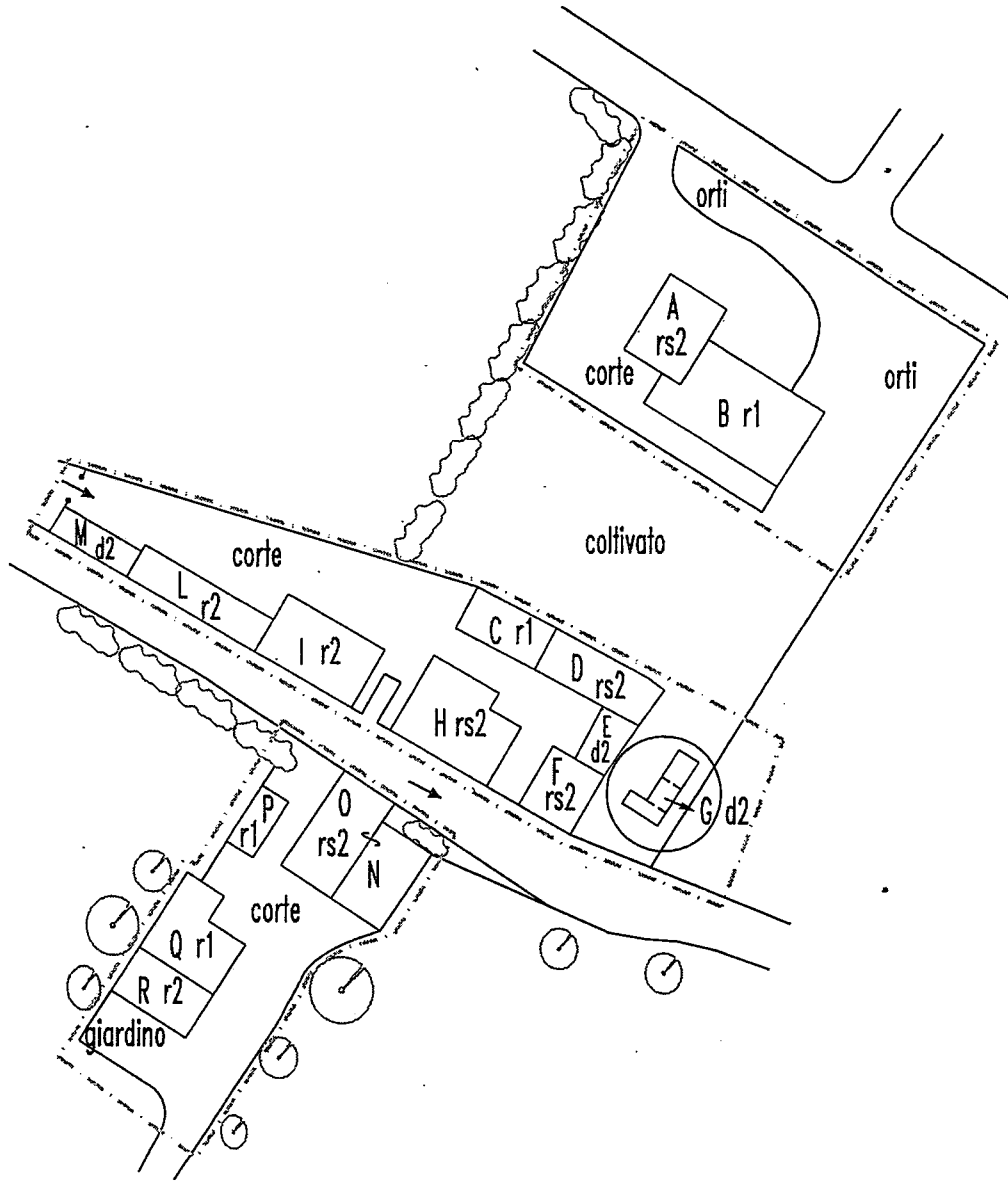 orti
A
rs2
corte
orti
B r1
coltivato
M d2
corte
L r2
I r2
C r1
D rs2
H rs2
E d2
F rs2
G d2
P r1
O rs2
N
corte
Q r1
R r2
giardino